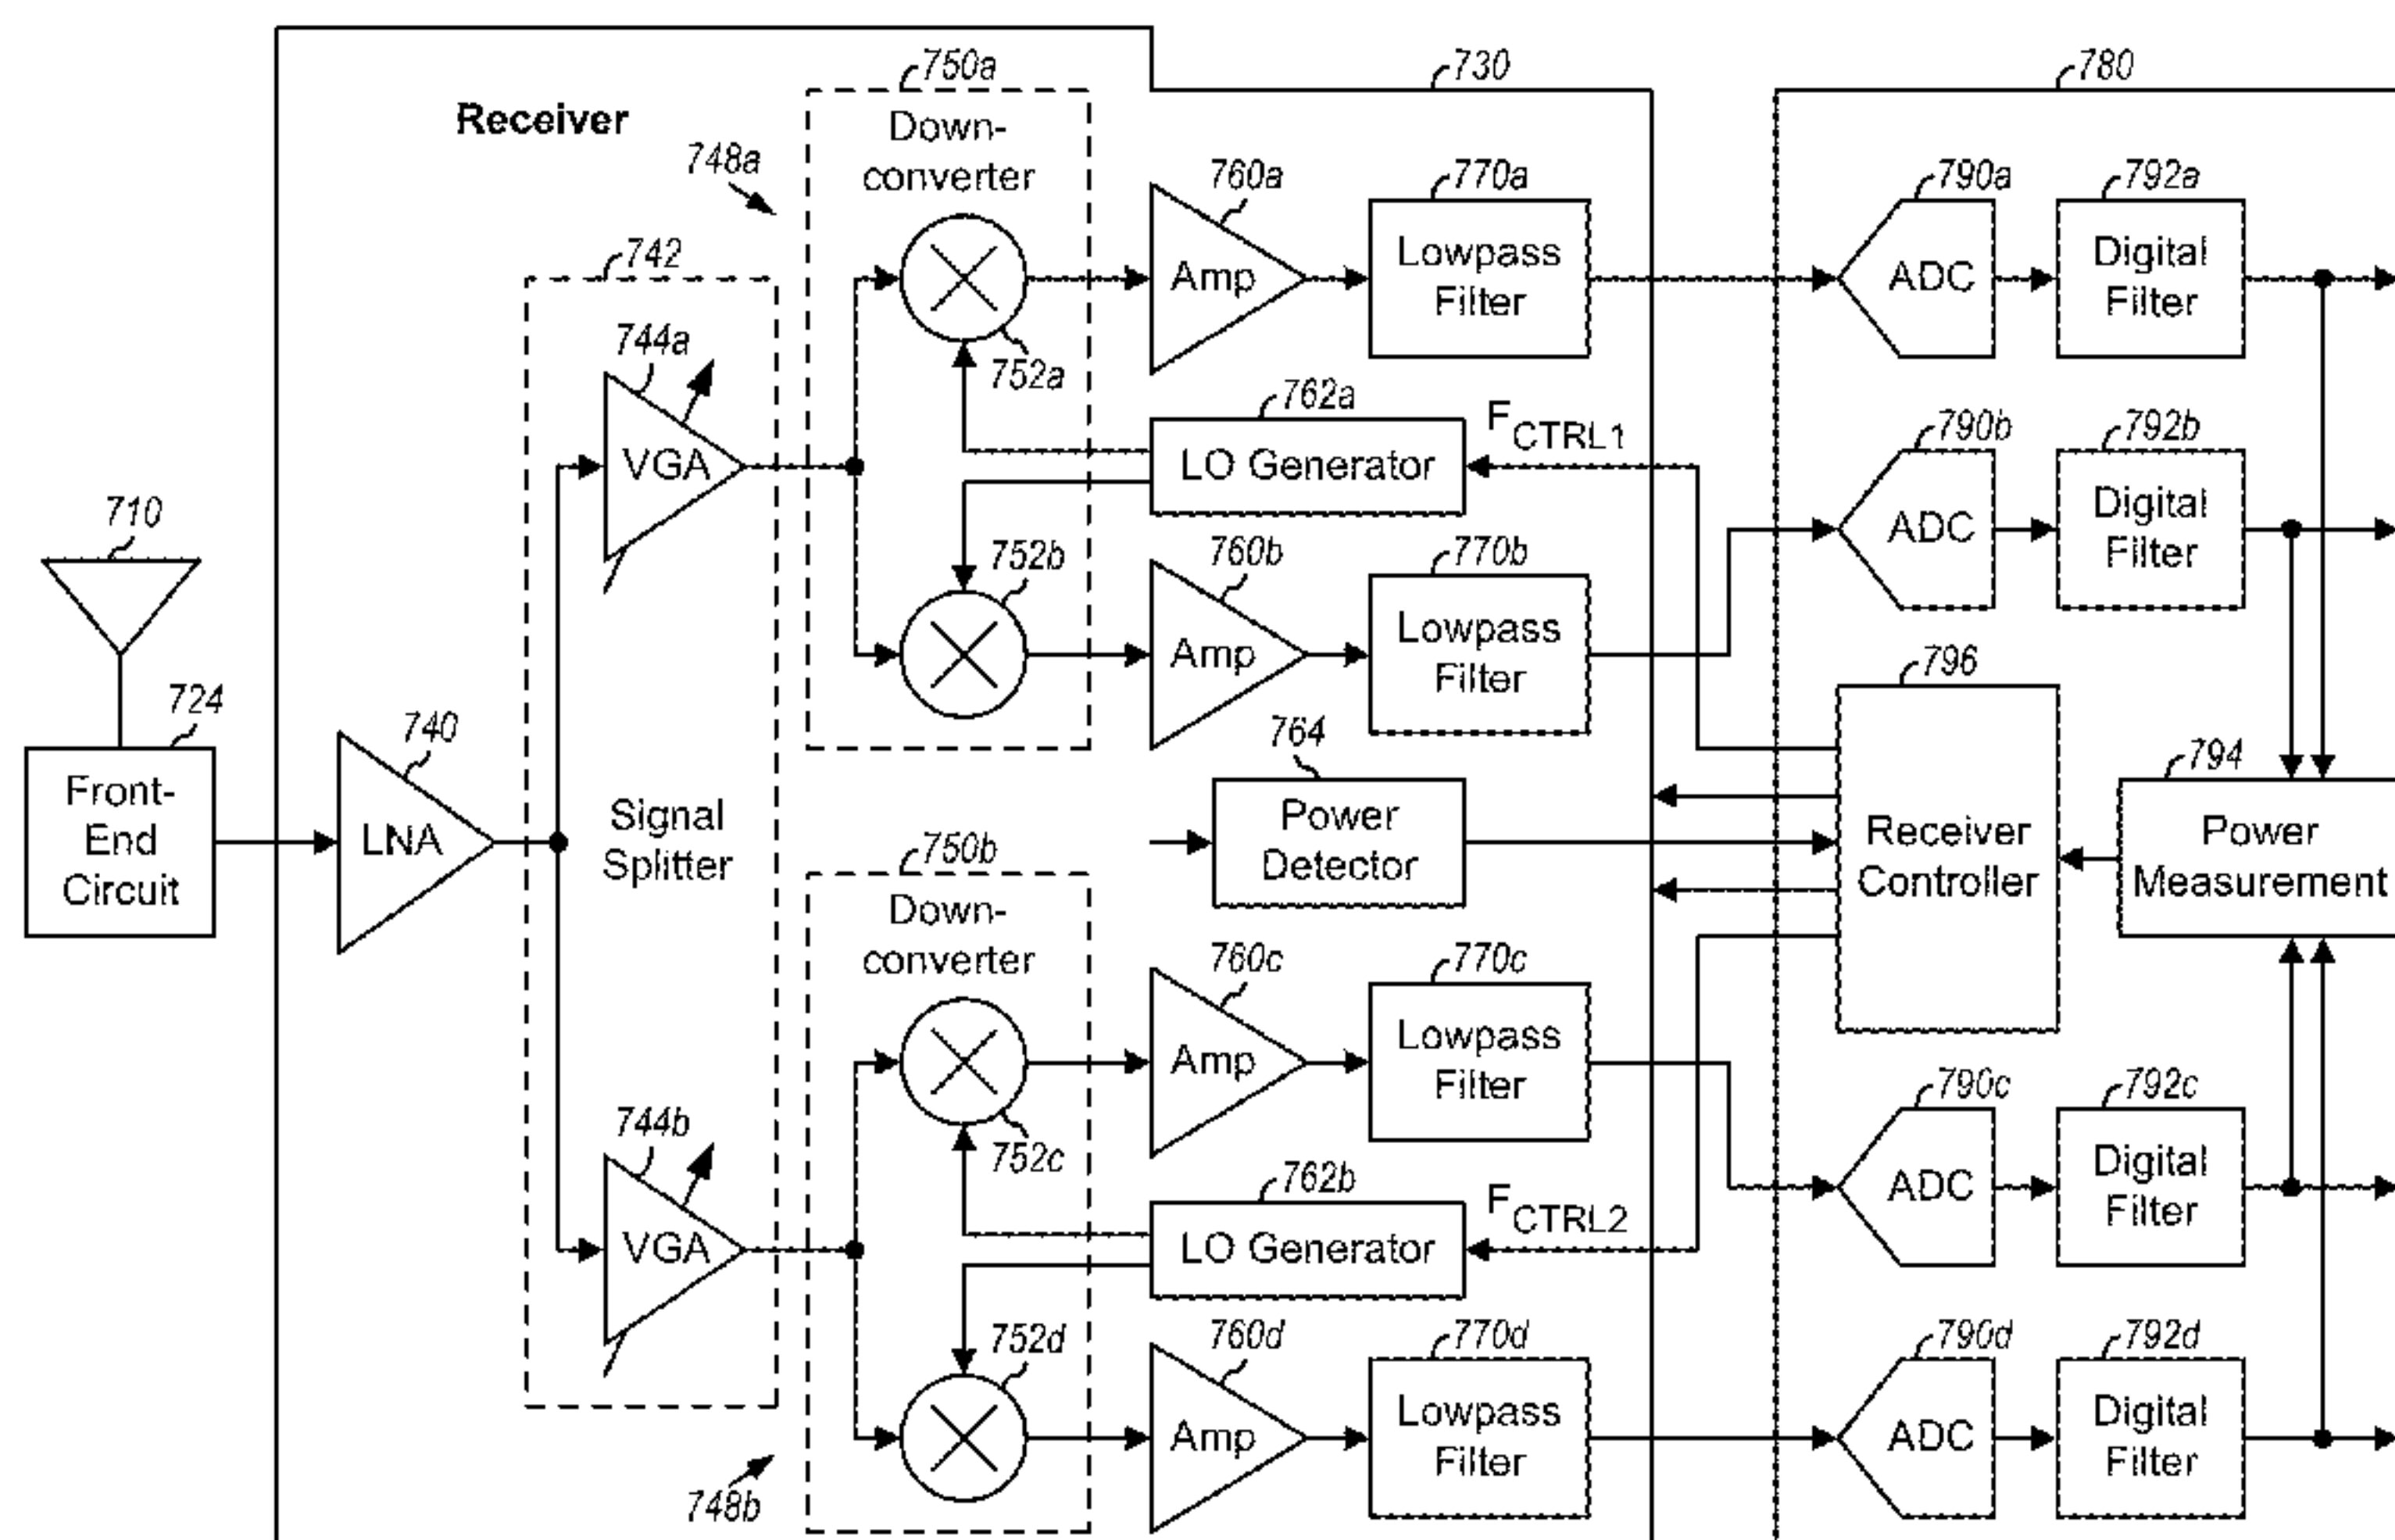 750a
730
780
Receiver
Down-
converter
748a
760a
770a
790a
792a
742
Amp
Lowpass
Filter
ADC
Digital
Filter
744a
752a
762a
F CTRL1
790b
792b
VGA
LO Generator
710
752b
760b
770b
ADC
Digital
Filter
Amp
Lowpass
Filter
796
724
740
764
794
Front-
End
Circuit
LNA
Signal
Splitter
750b
Power
Detector
Receiver
Controller
Power
Measurement
Down-
converter
760c
770c
Amp
Lowpass
Filter
790c
792c
744b
752c
762b
F CTRL2
ADC
Digital
Filter
VGA
LO Generator
752d
760d
770d
790d
792d
Amp
Lowpass
Filter
ADC
Digital
Filter
748b